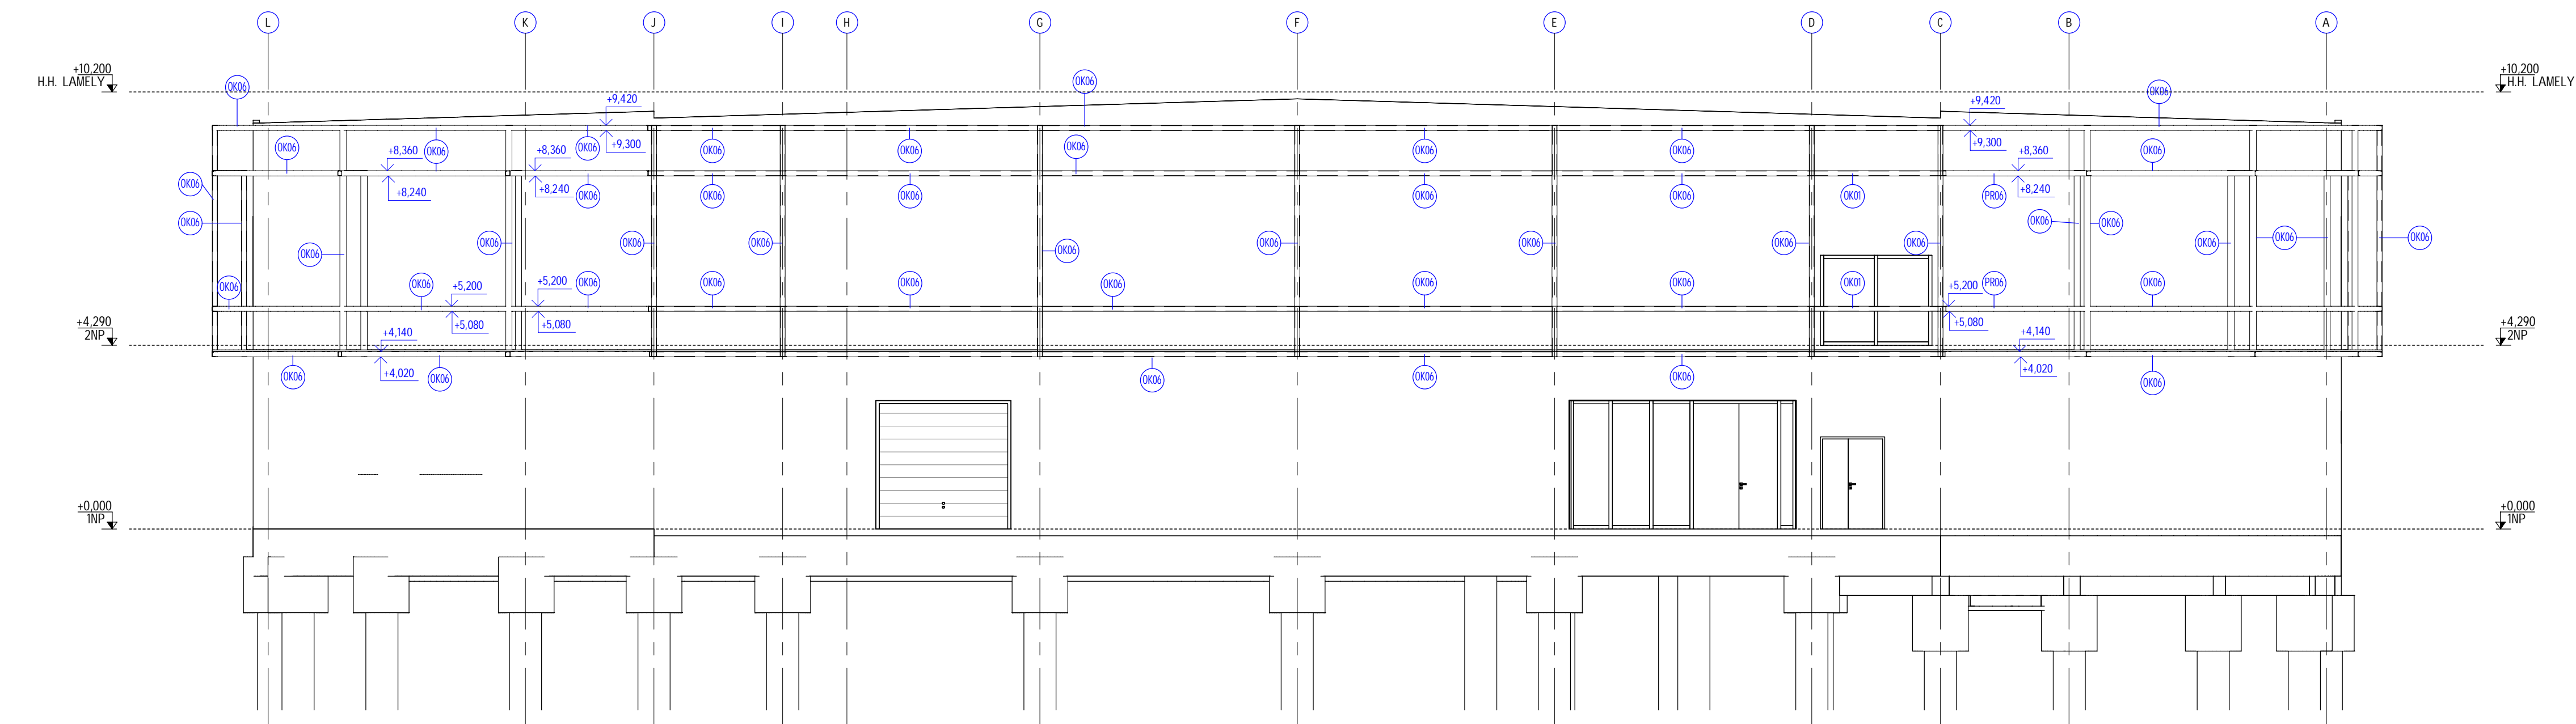 L K J I H G F E D C B A
+10,200 +10,200
H.H. LAMELY H.H. LAMELY
OK06 OK06 OK06
+9,420 +9,420
+9,300 +9,300
OK06 OK06 OK06 OK06 OK06 OK06 OK06 OK06 OK06
+8,360 +8,360 +8,360
OK06 +8,240 +8,240 OK06 OK06 OK06 OK06 OK06 OK01 PR06 +8,240
OK06 OK06 OK06
OK06 OK06 OK06 OK06 OK06 OK06 OK06 OK06 OK06 OK06 OK06 OK06
OK06 OK06
OK06 OK06 +5,200 +5,200 OK06 OK06 OK06 OK06 OK06 OK06 OK01 PR06 +5,200 OK06
+5,080 +5,080 +5,080
+4,290 +4,290
2NP 2NP
+4,140 +4,140
+4,020 +4,020
OK06 OK06 OK06 OK06 OK06 OK06
+0,000 +0,000
1NP 1NP